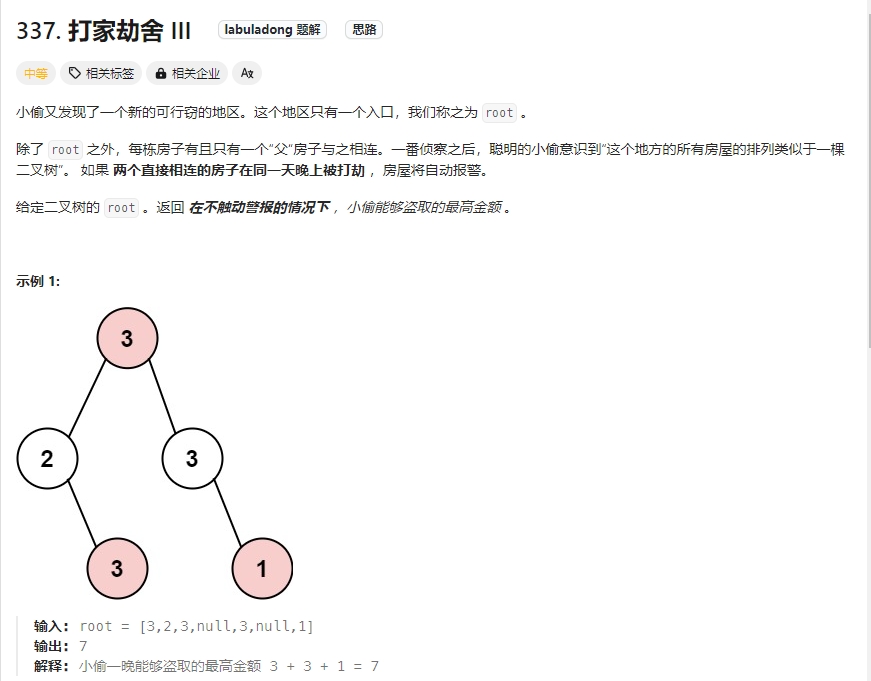 337. 打家劫舍 III labuladong 题解 思路
中等 相关标签 相关企业 Aㄡ
小偷又发现了一个新的可行窃的地区。这个地区只有一个入口，我们称之为 root 。
除了 root 之外，每栋房子有且只有一个“父“房子与之相连。一番侦察之后，聪明的小偷意识到“这个地方的所有房屋的排列类似于一棵
二叉树”。 如果 两个直接相连的房子在同一天晚上被打劫 ，房屋将自动报警。
给定二叉树的 root 。返回 在不触动警报的情况下 ，小偷能够盗取的最高金额 。
示例 1:
3
2 3
3 1
输入: root = [3,2,3,null,3,null,1]
输出: 7
解释: 小偷一晚能够盗取的最高金额 3 + 3 + 1 = 7